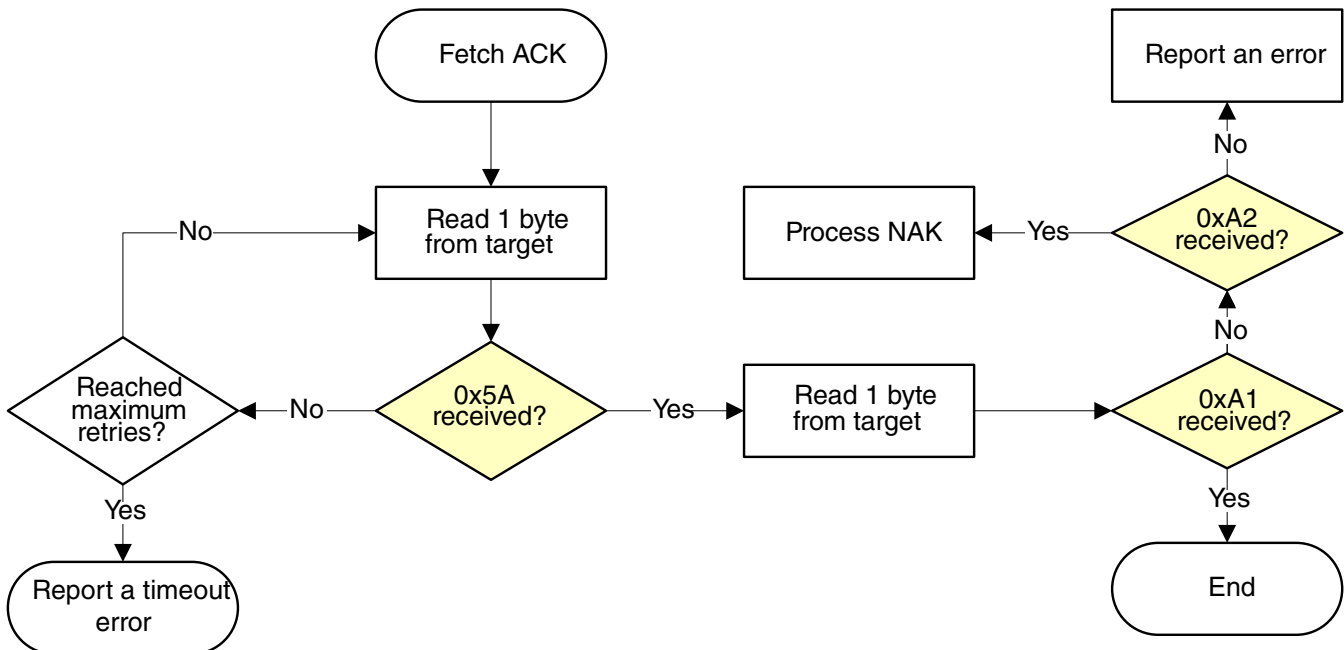 Fetch ACK
Report an error
No
Read 1 byte
from target
Process NAK
Yes
0xA2
received?
No
No
Reached
maximum
retries?
No
0x5A
received?
Yes
Read 1 byte
from target
0xA1
received?
Yes
Yes
Report a timeout
error
End